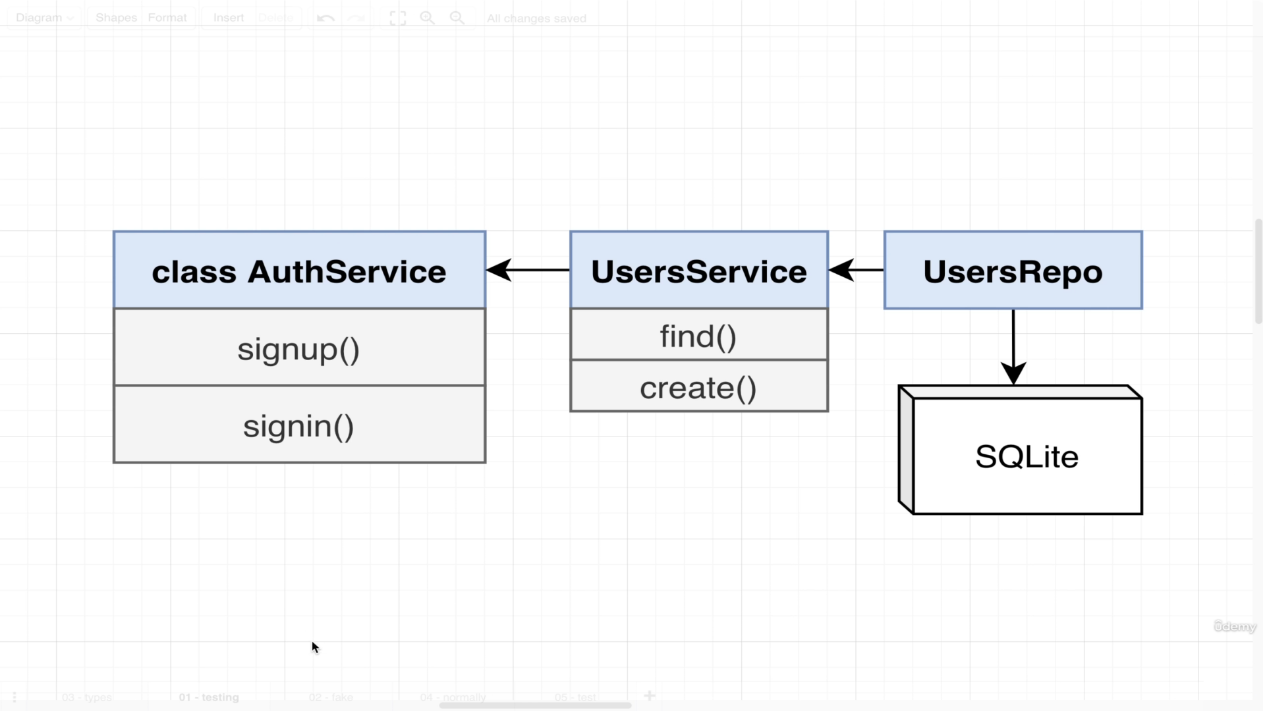 Diagram Shapes Format Insert Delete All changes saved
class AuthService
signup()
signin()
UsersService
find()
create()
UsersRepo
SQLite
ûdemy
03 - types 01 - testing 02 - fake 04 - normally 05 - test